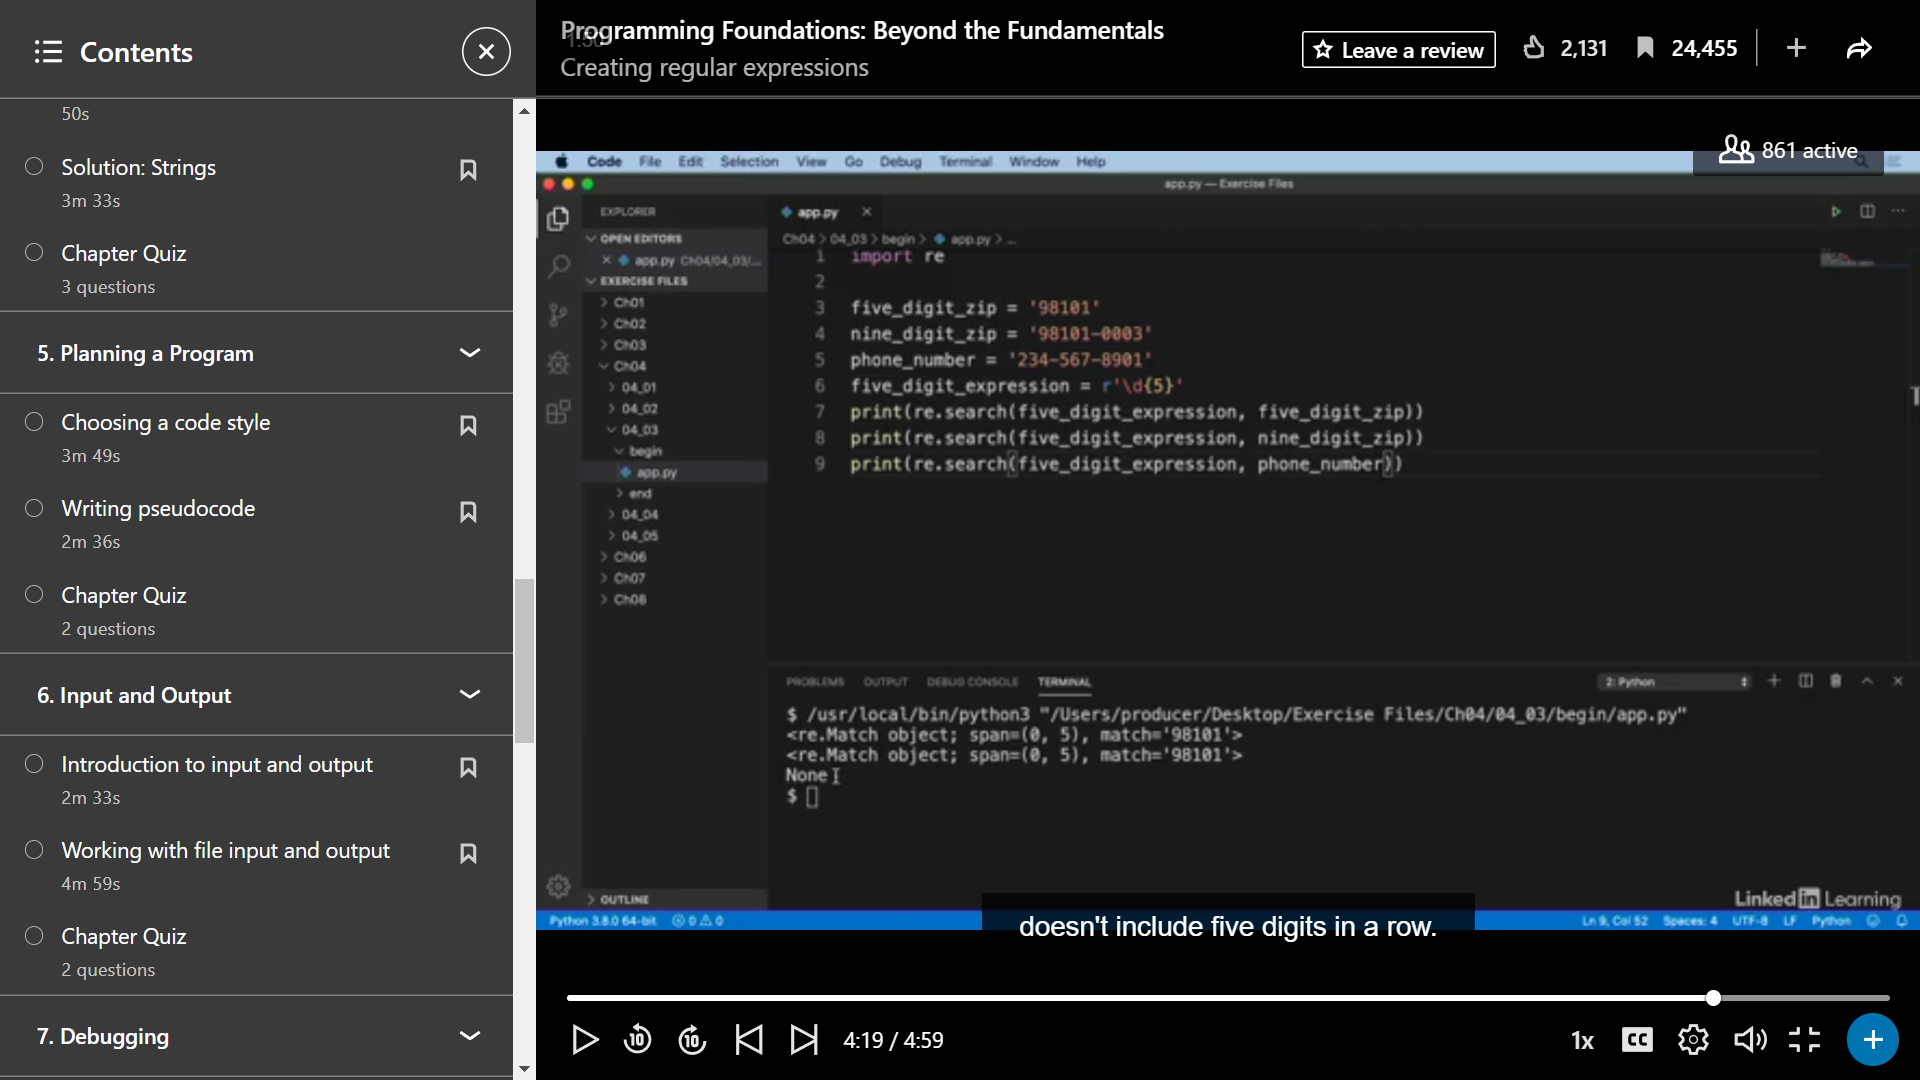 Contents
50s
Solution: Strings
3m 33s
Chapter Quiz
3 questions
5. Planning a Program
Choosing a code style
3m 49s
Writing pseudocode
2m 36s
Chapter Quiz
2 questions
6. Input and Output
Introduction to input and output
2m 33s
Working with file input and output
4m 59s
Chapter Quiz
2 questions
7. Debugging
Programming Foundations: Beyond the Fundamentals
Creating regular expressions
Leave a review
2,131
24,455
861 active
Code File Edit Selection View Go Debug Terminal Window Help
app.py — Exercise Files
EXPLORER
OPEN EDITORS
app.py Ch04/04_03/...
EXERCISE FILES
Ch01
Ch02
Ch03
Ch04
04_01
04_02
04_03
begin
app.py
end
04_04
04_05
Ch06
Ch07
Ch08
OUTLINE
app.py
Ch04 > 04_03 > begin > app.py > ...
1 import re
2
3 five_digit_zip = '98101'
4 nine_digit_zip = '98101-0003'
5 phone_number = '234-567-8901'
6 five_digit_expression = r'\d{5}'
7 print(re.search(five_digit_expression, five_digit_zip))
8 print(re.search(five_digit_expression, nine_digit_zip))
9 print(re.search(five_digit_expression, phone_number))
PROBLEMS OUTPUT DEBUG CONSOLE TERMINAL
2: Python
$ /usr/local/bin/python3 "/Users/producer/Desktop/Exercise Files/Ch04/04_03/begin/app.py"
<re.Match object; span=(0, 5), match='98101'>
<re.Match object; span=(0, 5), match='98101'>
None
$
Linked in Learning
Python 3.8.0 64-bit 0 0
Ln 9, Col 52 Spaces: 4 UTF-8 LF Python
doesn't include five digits in a row.
10 10 4:19 / 4:59
1x CC